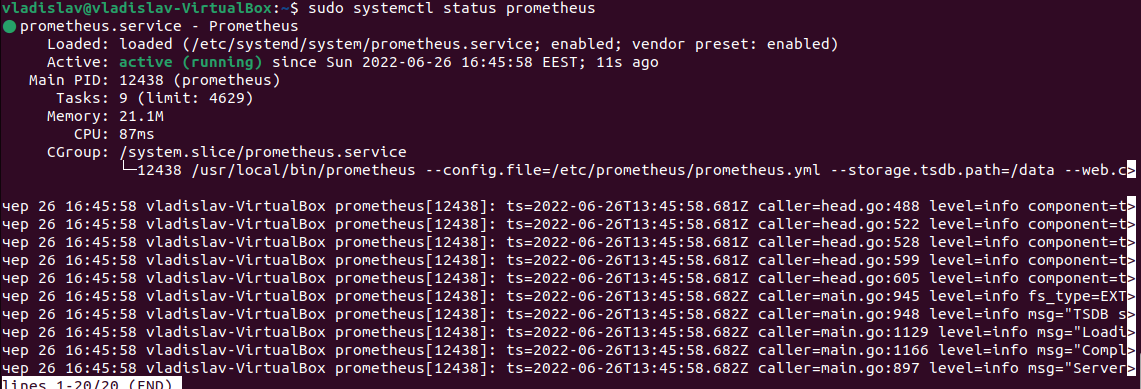 vladislav@vladislav-VirtualBox:~$ sudo systemctl status prometheus
● prometheus.service - Prometheus
Loaded: loaded (/etc/systemd/system/prometheus.service; enabled; vendor preset: enabled)
Active: active (running) since Sun 2022-06-26 16:45:58 EEST; 11s ago
Main PID: 12438 (prometheus)
Tasks: 9 (limit: 4629)
Memory: 21.1M
CPU: 87ms
CGroup: /system.slice/prometheus.service
└─12438 /usr/local/bin/prometheus --config.file=/etc/prometheus/prometheus.yml --storage.tsdb.path=/data --web.c>
чер 26 16:45:58 vladislav-VirtualBox prometheus[12438]: ts=2022-06-26T13:45:58.681Z caller=head.go:488 level=info component=t>
чер 26 16:45:58 vladislav-VirtualBox prometheus[12438]: ts=2022-06-26T13:45:58.681Z caller=head.go:522 level=info component=t>
чер 26 16:45:58 vladislav-VirtualBox prometheus[12438]: ts=2022-06-26T13:45:58.681Z caller=head.go:528 level=info component=t>
чер 26 16:45:58 vladislav-VirtualBox prometheus[12438]: ts=2022-06-26T13:45:58.681Z caller=head.go:599 level=info component=t>
чер 26 16:45:58 vladislav-VirtualBox prometheus[12438]: ts=2022-06-26T13:45:58.681Z caller=head.go:605 level=info component=t>
чер 26 16:45:58 vladislav-VirtualBox prometheus[12438]: ts=2022-06-26T13:45:58.682Z caller=main.go:945 level=info fs_type=EXT>
чер 26 16:45:58 vladislav-VirtualBox prometheus[12438]: ts=2022-06-26T13:45:58.682Z caller=main.go:948 level=info msg="TSDB s>
чер 26 16:45:58 vladislav-VirtualBox prometheus[12438]: ts=2022-06-26T13:45:58.682Z caller=main.go:1129 level=info msg="Loadi>
чер 26 16:45:58 vladislav-VirtualBox prometheus[12438]: ts=2022-06-26T13:45:58.682Z caller=main.go:1166 level=info msg="Compl>
чер 26 16:45:58 vladislav-VirtualBox prometheus[12438]: ts=2022-06-26T13:45:58.682Z caller=main.go:897 level=info msg="Server>
lines 1-20/20 (END)